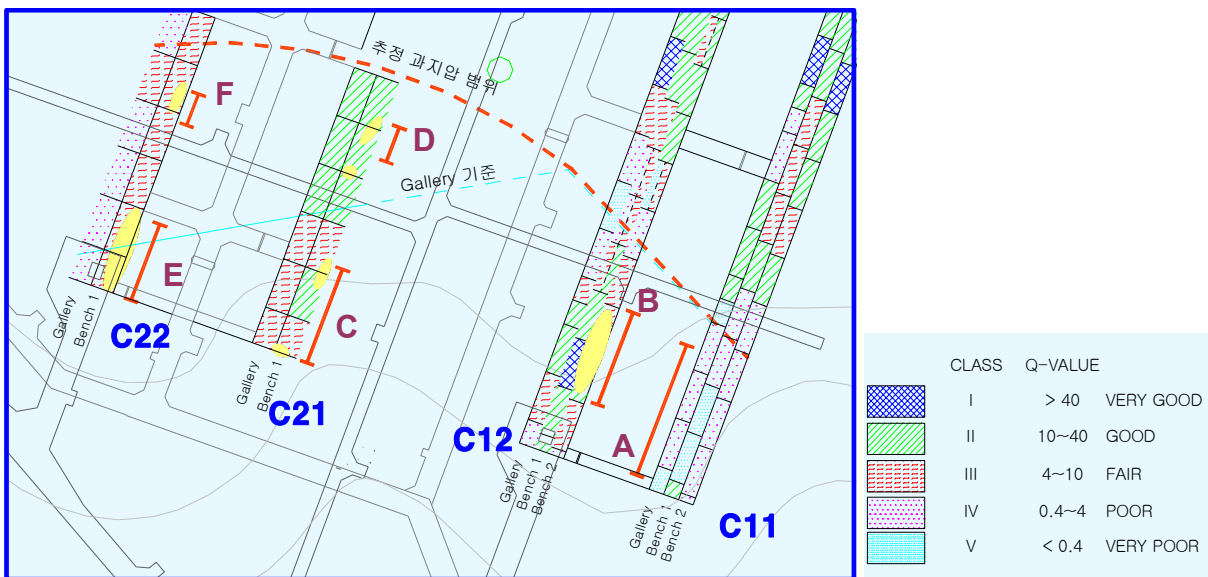 추정 과지압 범위
F
D
Gallery 기준
E
B
C
A
Gallery
Bench 1
C22
Gallery
Bench 1
C21
C12
Gallery
Bench 1
Bench 2
Gallery
Bench 1
Bench 2
C11
CLASS Q-VALUE
I > 40 VERY GOOD
II 10~40 GOOD
III 4~10 FAIR
IV 0.4~4 POOR
V < 0.4 VERY POOR